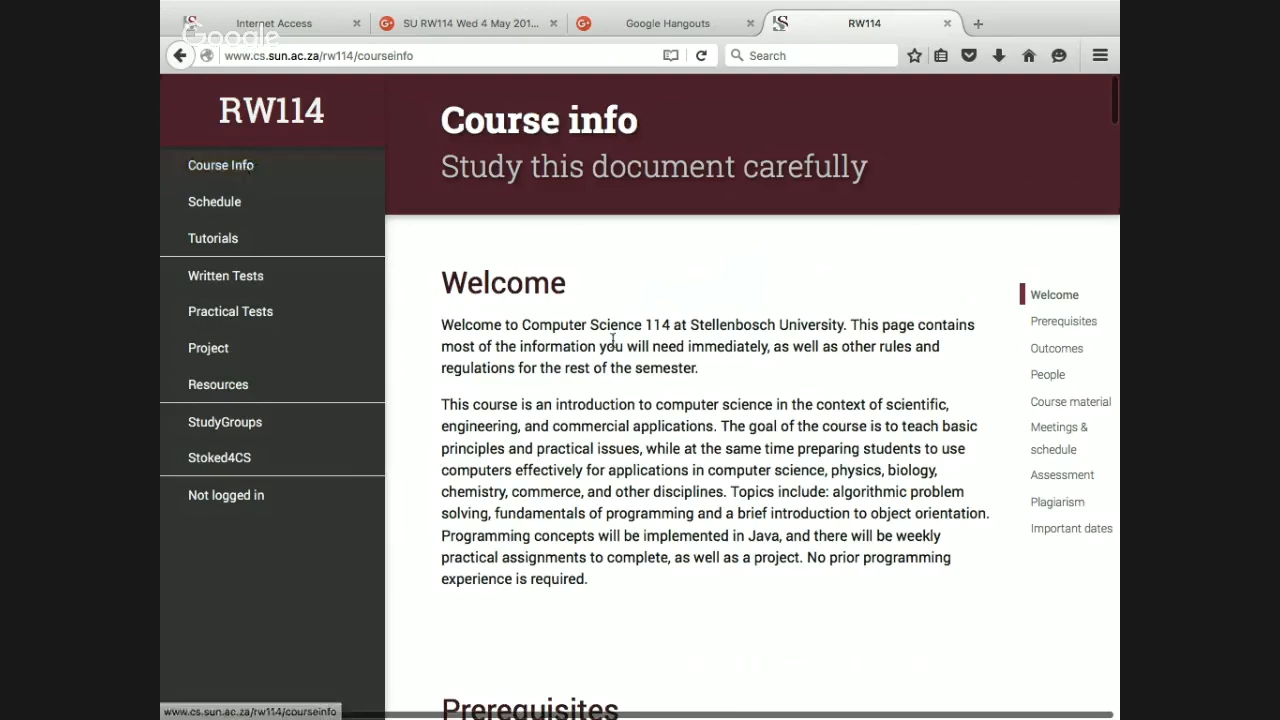 Internet Access
SU RW114 Wed 4 May 201...
Google Hangouts
RW114
Google
www.cs.sun.ac.za/rw114/courseinfo
Search
RW114
Course Info
Schedule
Tutorials
Written Tests
Practical Tests
Project
Resources
StudyGroups
Stoked4CS
Not logged in
Course info
Study this document carefully
Welcome
Welcome to Computer Science 114 at Stellenbosch University. This page contains
most of the information you will need immediately, as well as other rules and
regulations for the rest of the semester.
This course is an introduction to computer science in the context of scientific,
engineering, and commercial applications. The goal of the course is to teach basic
principles and practical issues, while at the same time preparing students to use
computers effectively for applications in computer science, physics, biology,
chemistry, commerce, and other disciplines. Topics include: algorithmic problem
solving, fundamentals of programming and a brief introduction to object orientation.
Programming concepts will be implemented in Java, and there will be weekly
practical assignments to complete, as well as a project. No prior programming
experience is required.
Prerequisites
Welcome
Prerequisites
Outcomes
People
Course material
Meetings &
schedule
Assessment
Plagiarism
Important dates
www.cs.sun.ac.za/rw114/courseinfo